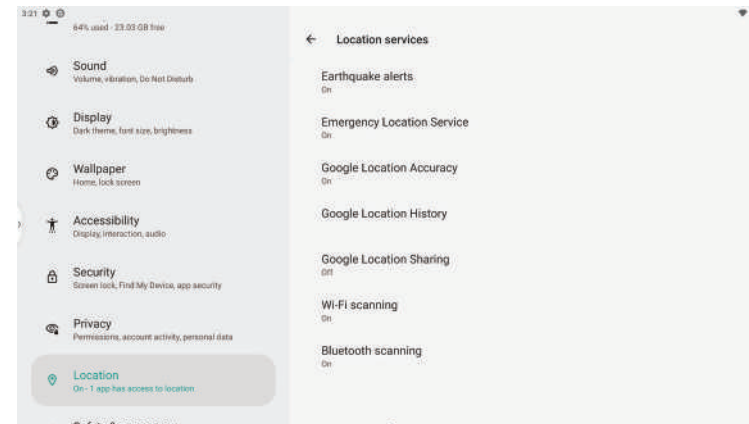 3:21
64% used - 23.03 GB free
Sound
Volume, vibration, Do Not Disturb
Display
Dark theme, font size, brightness
Wallpaper
Home, lock screen
Accessibility
Display, interaction, audio
Security
Screen lock, Find My Device, app security
Privacy
Permissions, account activity, personal data
Location
On - 1 app has access to location
Location services
Earthquake alerts
On
Emergency Location Service
On
Google Location Accuracy
On
Google Location History
Google Location Sharing
Off
Wi-Fi scanning
On
Bluetooth scanning
On